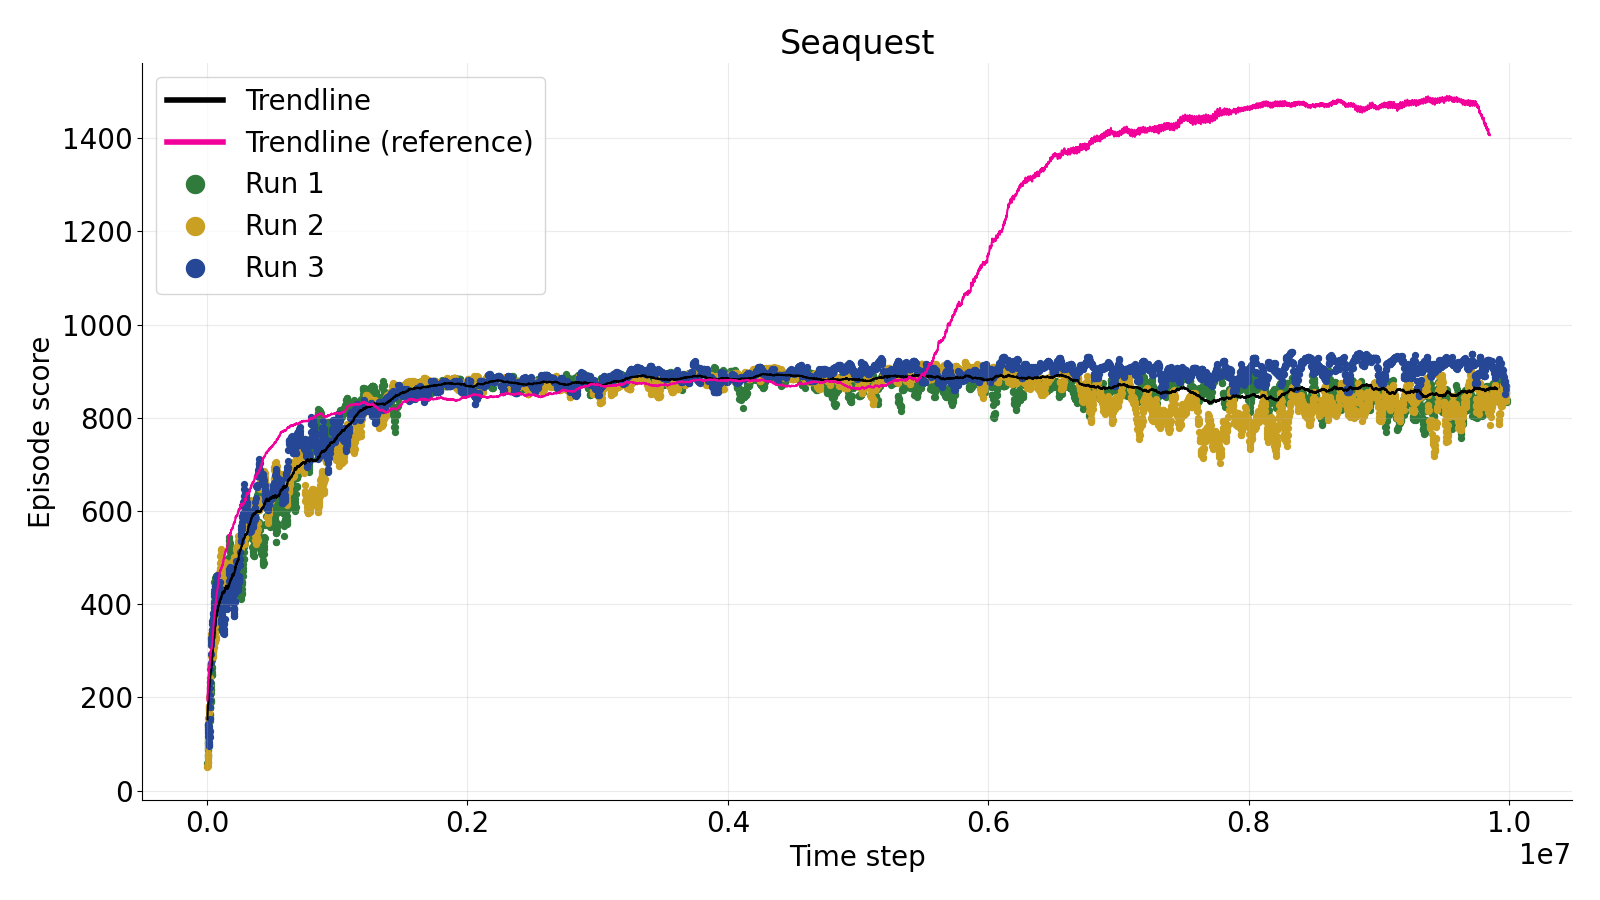 Seaquest
Trendline
Trendline (reference)
Run 1
Run 2
Run 3
Episode score
1400
1200
1000
800
600
400
200
0
0.0 0.2 0.4 0.6 0.8 1.0
1e7
Time step